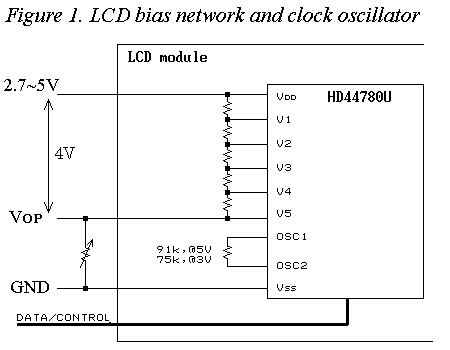 Figure 1. LCD bias network and clock oscillator
LCD module
2.7~5V
VDD
HD44780U
V1
V2
4V
V3
V4
VOP
V5
OSC1
91k,@5V
75k,@3V
OSC2
GND
Vss
DATA/CONTROL